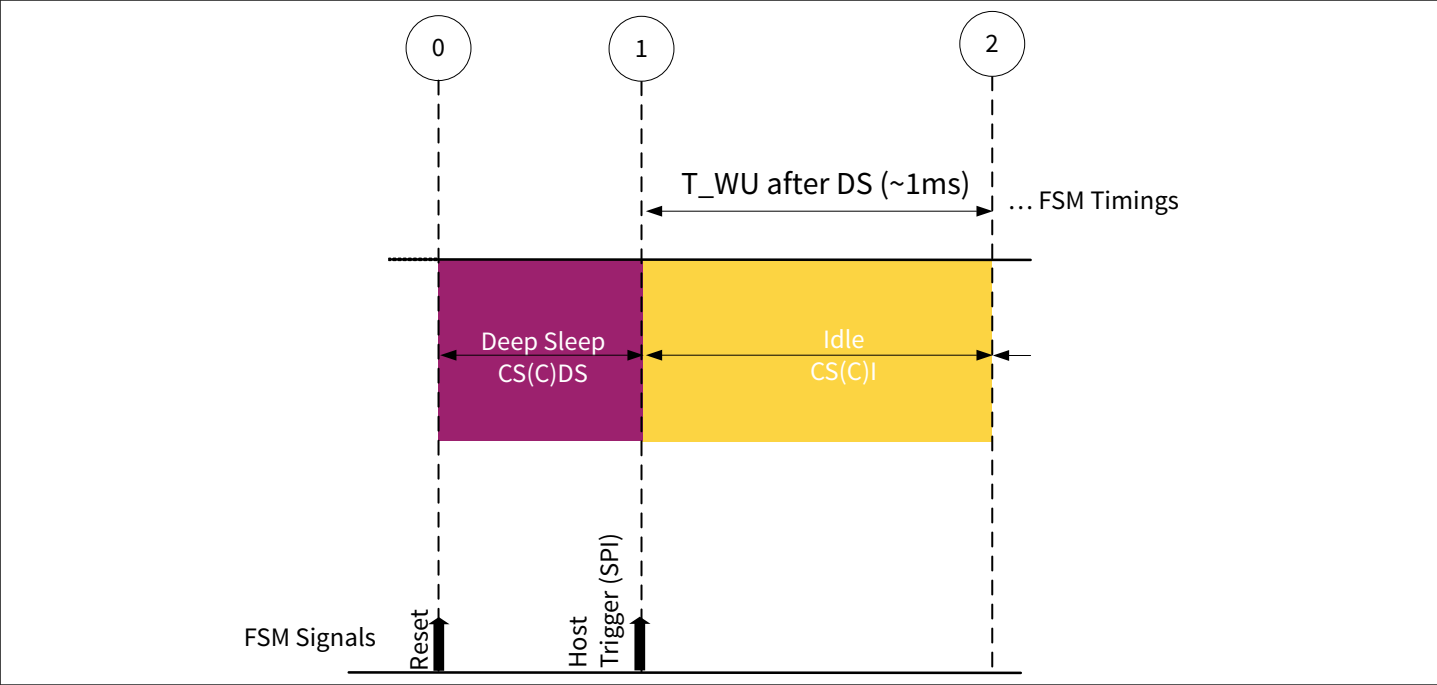 0
1
2
T_WU after DS (~1ms)
… FSM Timings
Deep Sleep
CS(C)DS
Idle
CS(C)I
FSM Signals
Reset
Host
Trigger (SPI)